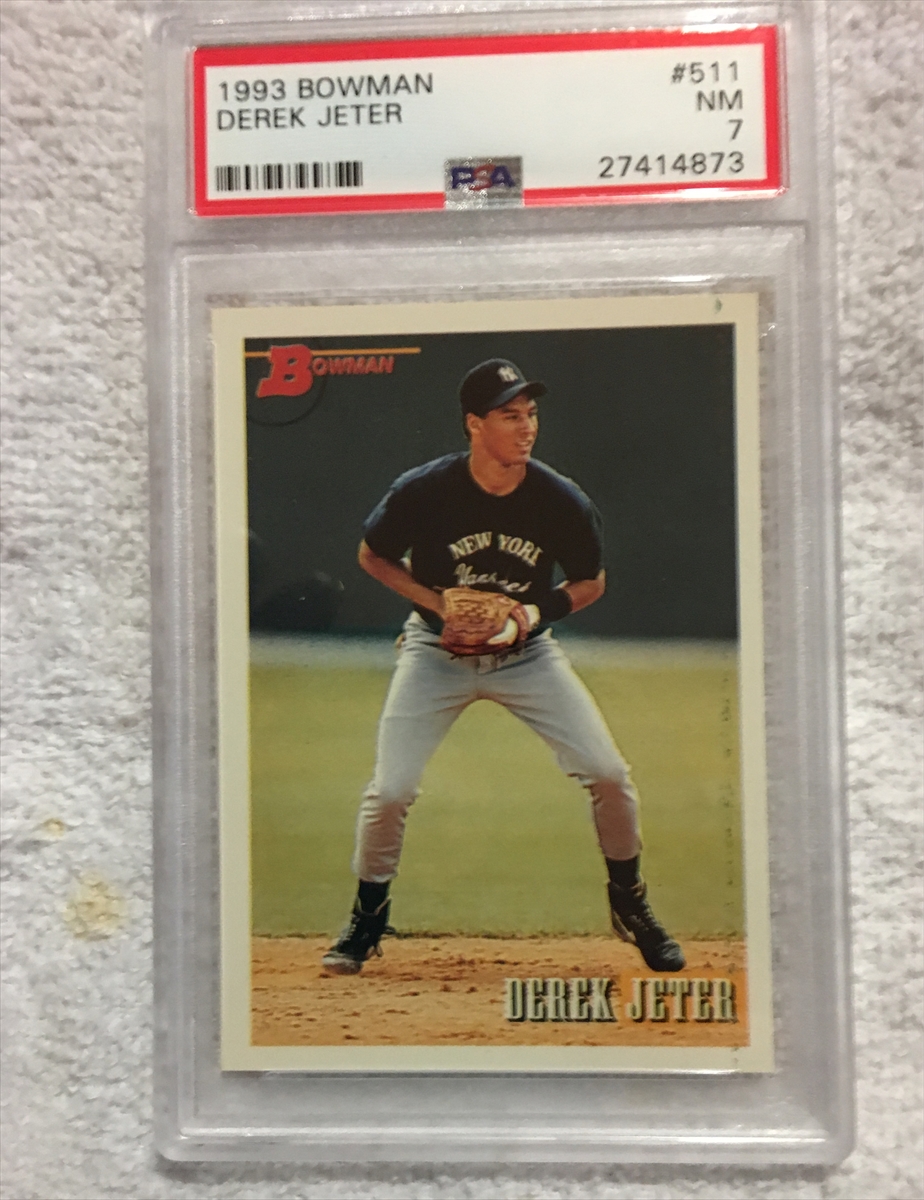 1993 BOWMAN
DEREK JETER
#511
NM
7
27414873
PSA
BOWMAN
NY
NEW YORK
Yankees
DEREK JETER